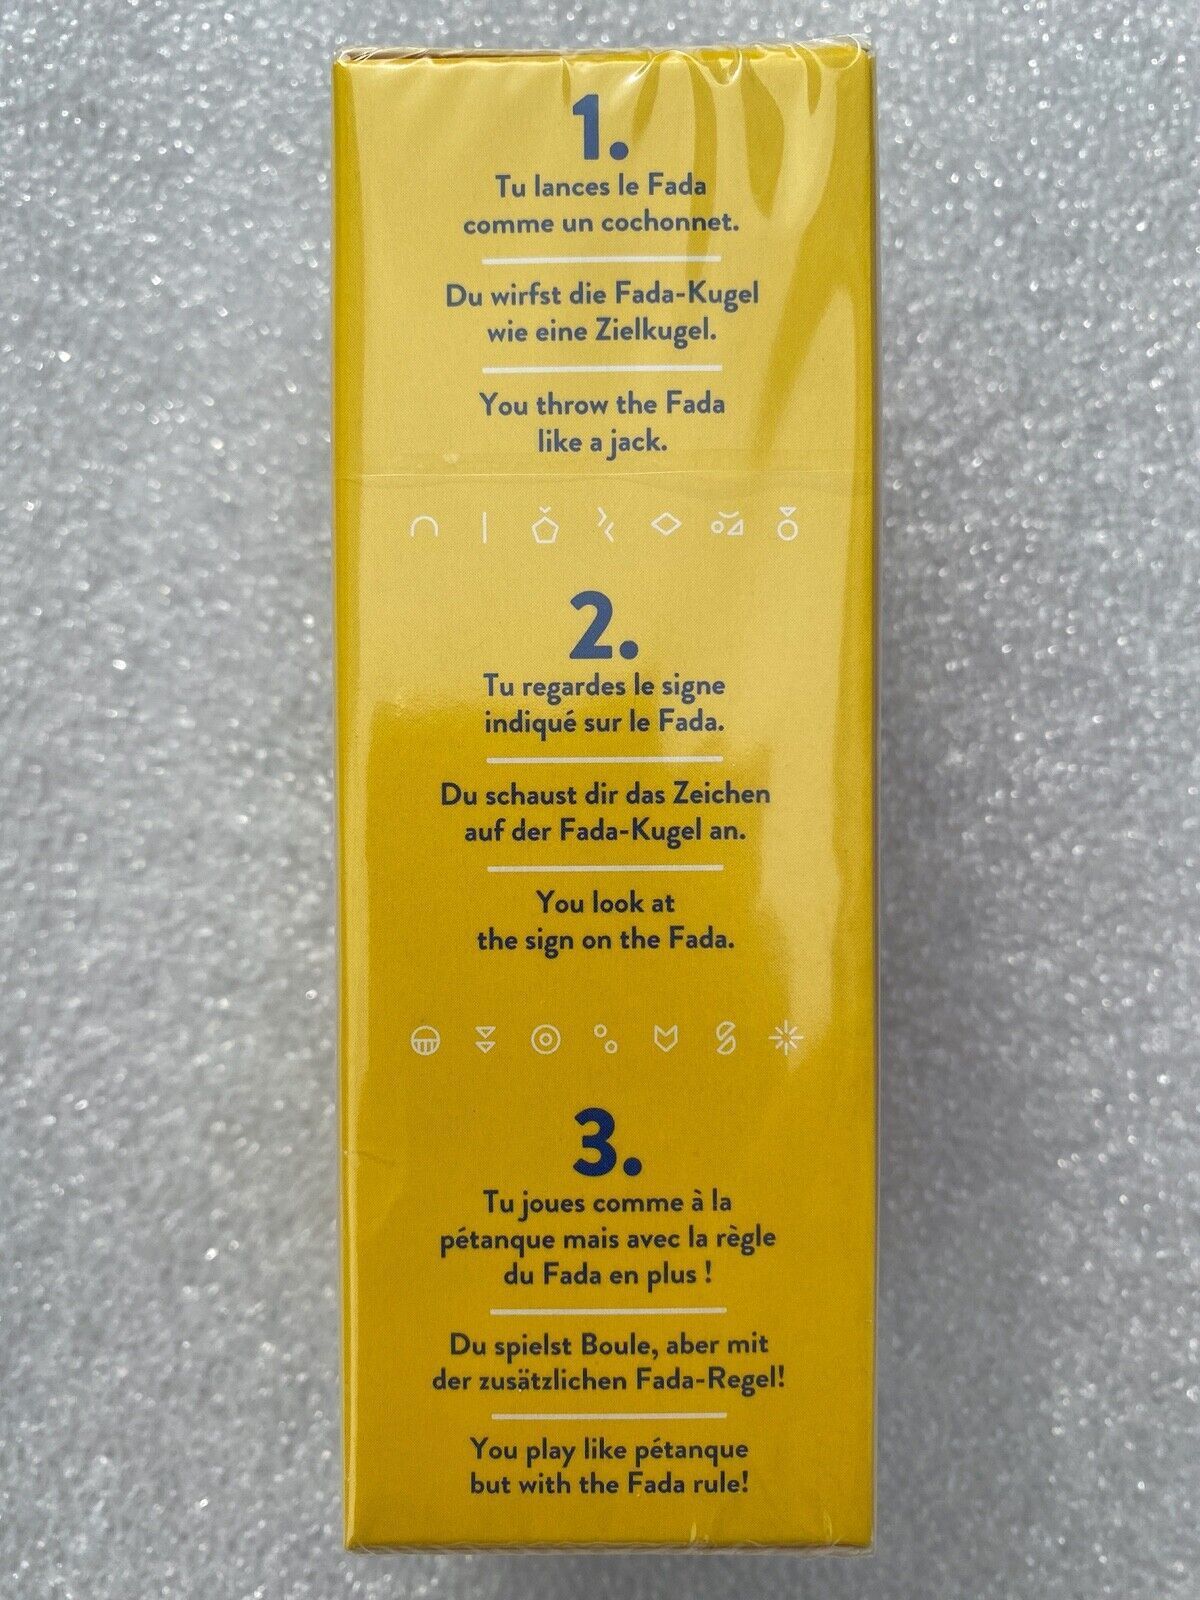 1.
Tu lances le Fada
comme un cochonnet.
Du wirfst die Fada-Kugel
wie eine Zielkugel.
You throw the Fada
like a jack.
2.
Tu regardes le signe
indiqué sur le Fada.
Du schaust dir das Zeichen
auf der Fada-Kugel an.
You look at
the sign on the Fada.
3.
Tu joues comme à la
pétanque mais avec la règle
du Fada en plus !
Du spielst Boule, aber mit
der zusätzlichen Fada-Regel!
You play like pétanque
but with the Fada rule!